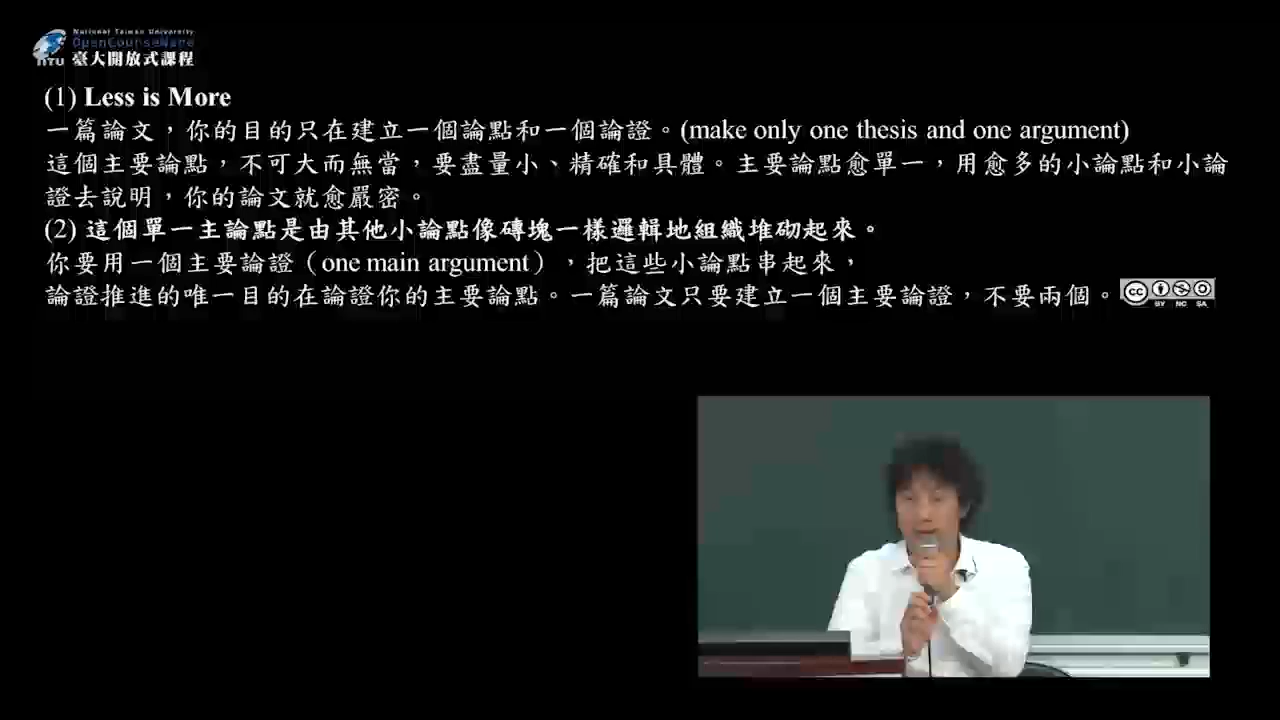 National Taiwan University
OpenCourseWare
NTU 臺大開放式課程
(1) Less is More
一篇論文，你的目的只在建立一個論點和一個論證。(make only one thesis and one argument)
這個主要論點，不可大而無當，要盡量小、精確和具體。主要論點愈單一，用愈多的小論點和小論
證去說明，你的論文就愈嚴密。
(2) 這個單一主論點是由其他小論點像磚塊一樣邏輯地組織堆砌起來。
你要用一個主要論證（one main argument），把這些小論點串起來，
論證推進的唯一目的在論證你的主要論點。一篇論文只要建立一個主要論證，不要兩個。
cc BY NC SA